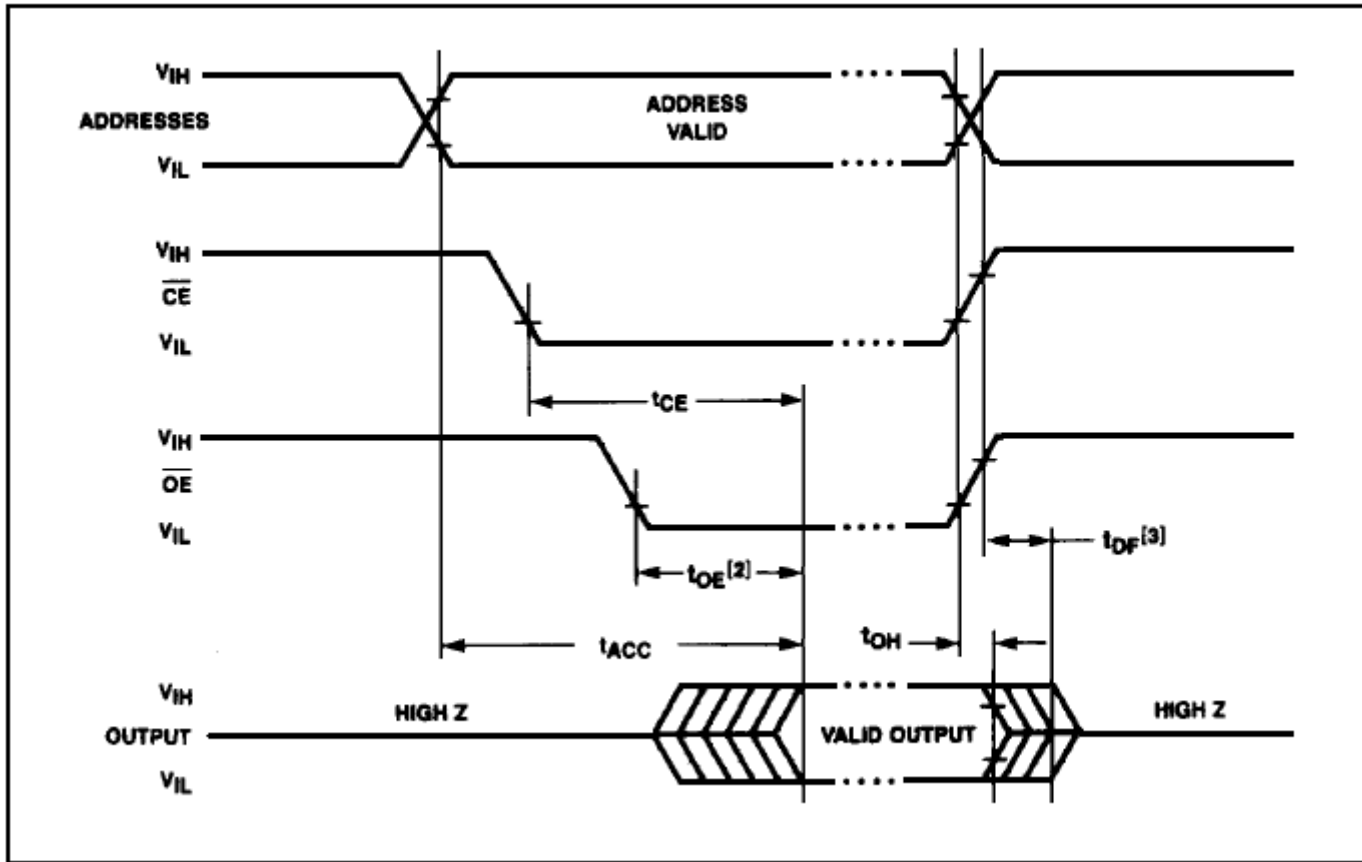 VIH
ADDRESSES
ADDRESS
VALID
VIL
VIH
CE
VIL
tCE
VIH
OE
VIL
tDF[3]
tOE[2]
tOH
tACC
VIH
HIGH Z
HIGH Z
OUTPUT
VALID OUTPUT
VIL